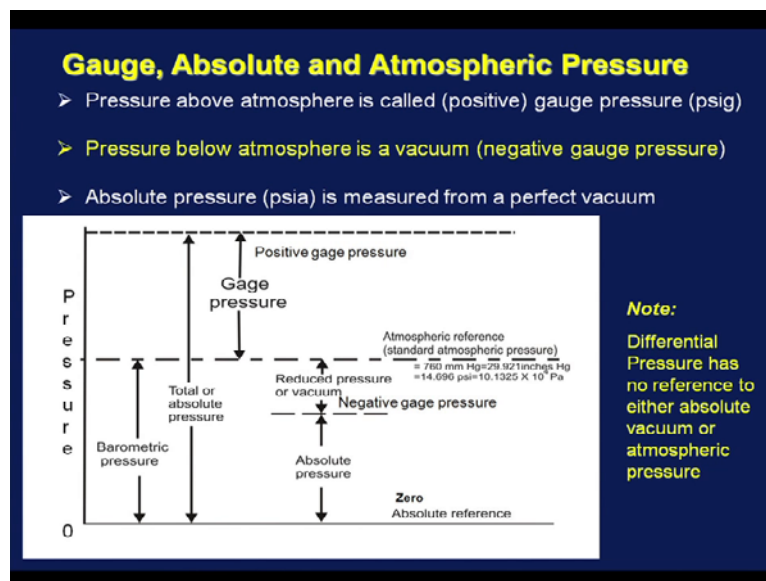 Gauge, Absolute and Atmospheric Pressure
Pressure above atmosphere is called (positive) gauge pressure (psig)
Pressure below atmosphere is a vacuum (negative gauge pressure)
Absolute pressure (psia) is measured from a perfect vacuum
Pressure
0
Positive gage pressure
Gage
pressure
Atmospheric reference
(standard atmospheric pressure)
= 760 mm Hg=29.921inches Hg
=14.696 psi=10.1325 X 10 Pa
Reduced pressure
or vacuum
Negative gage pressure
Total or
absolute
pressure
Barometric
pressure
Absolute
pressure
Zero
Absolute reference
Note:
Differential
Pressure has
no reference to
either absolute
vacuum or
atmospheric
pressure